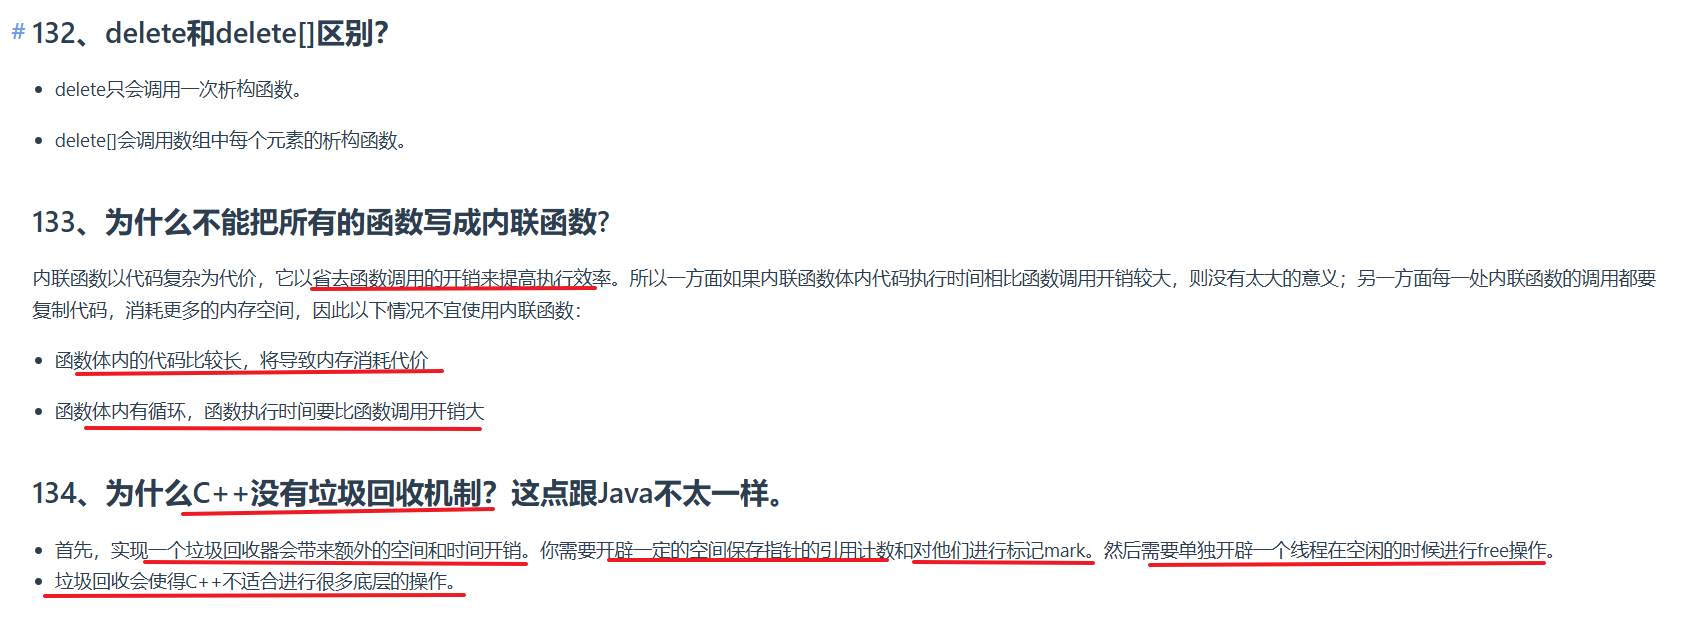 # 132、delete和delete[]区别？
• delete只会调用一次析构函数。
• delete[]会调用数组中每个元素的析构函数。
133、为什么不能把所有的函数写成内联函数?
内联函数以代码复杂为代价，它以省去函数调用的开销来提高执行效率。所以一方面如果内联函数体内代码执行时间相比函数调用开销较大，则没有太大的意义；另一方面每一处内联函数的调用都要
复制代码，消耗更多的内存空间，因此以下情况不宜使用内联函数：
• 函数体内的代码比较长，将导致内存消耗代价
• 函数体内有循环，函数执行时间要比函数调用开销大
134、为什么C++没有垃圾回收机制？这点跟Java不太一样。
• 首先，实现一个垃圾回收器会带来额外的空间和时间开销。你需要开辟一定的空间保存指针的引用计数和对他们进行标记mark。然后需要单独开辟一个线程在空闲的时候进行free操作。
• 垃圾回收会使得C++不适合进行很多底层的操作。